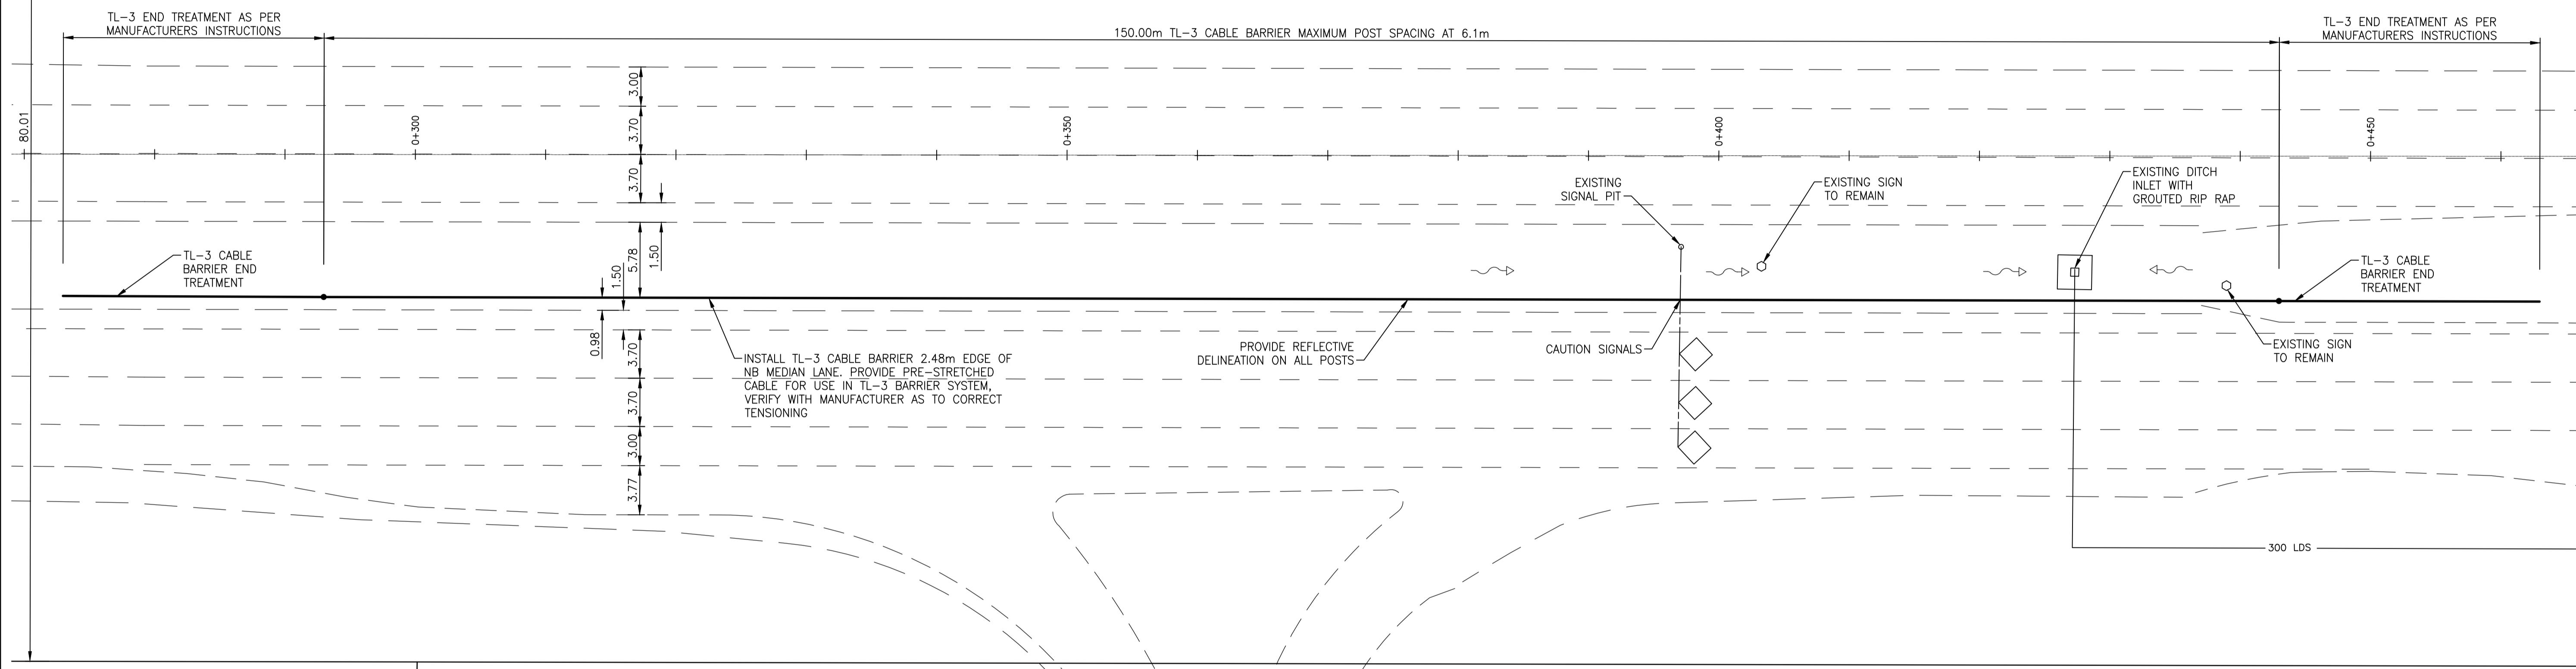 TL-3 END TREATMENT AS PER
MANUFACTURERS INSTRUCTIONS
150.00m TL-3 CABLE BARRIER MAXIMUM POST SPACING AT 6.1m
TL-3 END TREATMENT AS PER
MANUFACTURERS INSTRUCTIONS
80.01
3.00
3.70
3.70
0+300
0+350
0+400
0+450
EXISTING
SIGNAL PIT
EXISTING SIGN
TO REMAIN
EXISTING DITCH
INLET WITH
GROUTED RIP RAP
TL-3 CABLE
BARRIER END
TREATMENT
1.50
5.78
1.50
TL-3 CABLE
BARRIER END
TREATMENT
0.98
3.70
3.70
3.00
3.77
INSTALL TL-3 CABLE BARRIER 2.48m EDGE OF
NB MEDIAN LANE. PROVIDE PRE-STRETCHED
CABLE FOR USE IN TL-3 BARRIER SYSTEM,
VERIFY WITH MANUFACTURER AS TO CORRECT
TENSIONING
PROVIDE REFLECTIVE
DELINEATION ON ALL POSTS
CAUTION SIGNALS
EXISTING SIGN
TO REMAIN
300 LDS